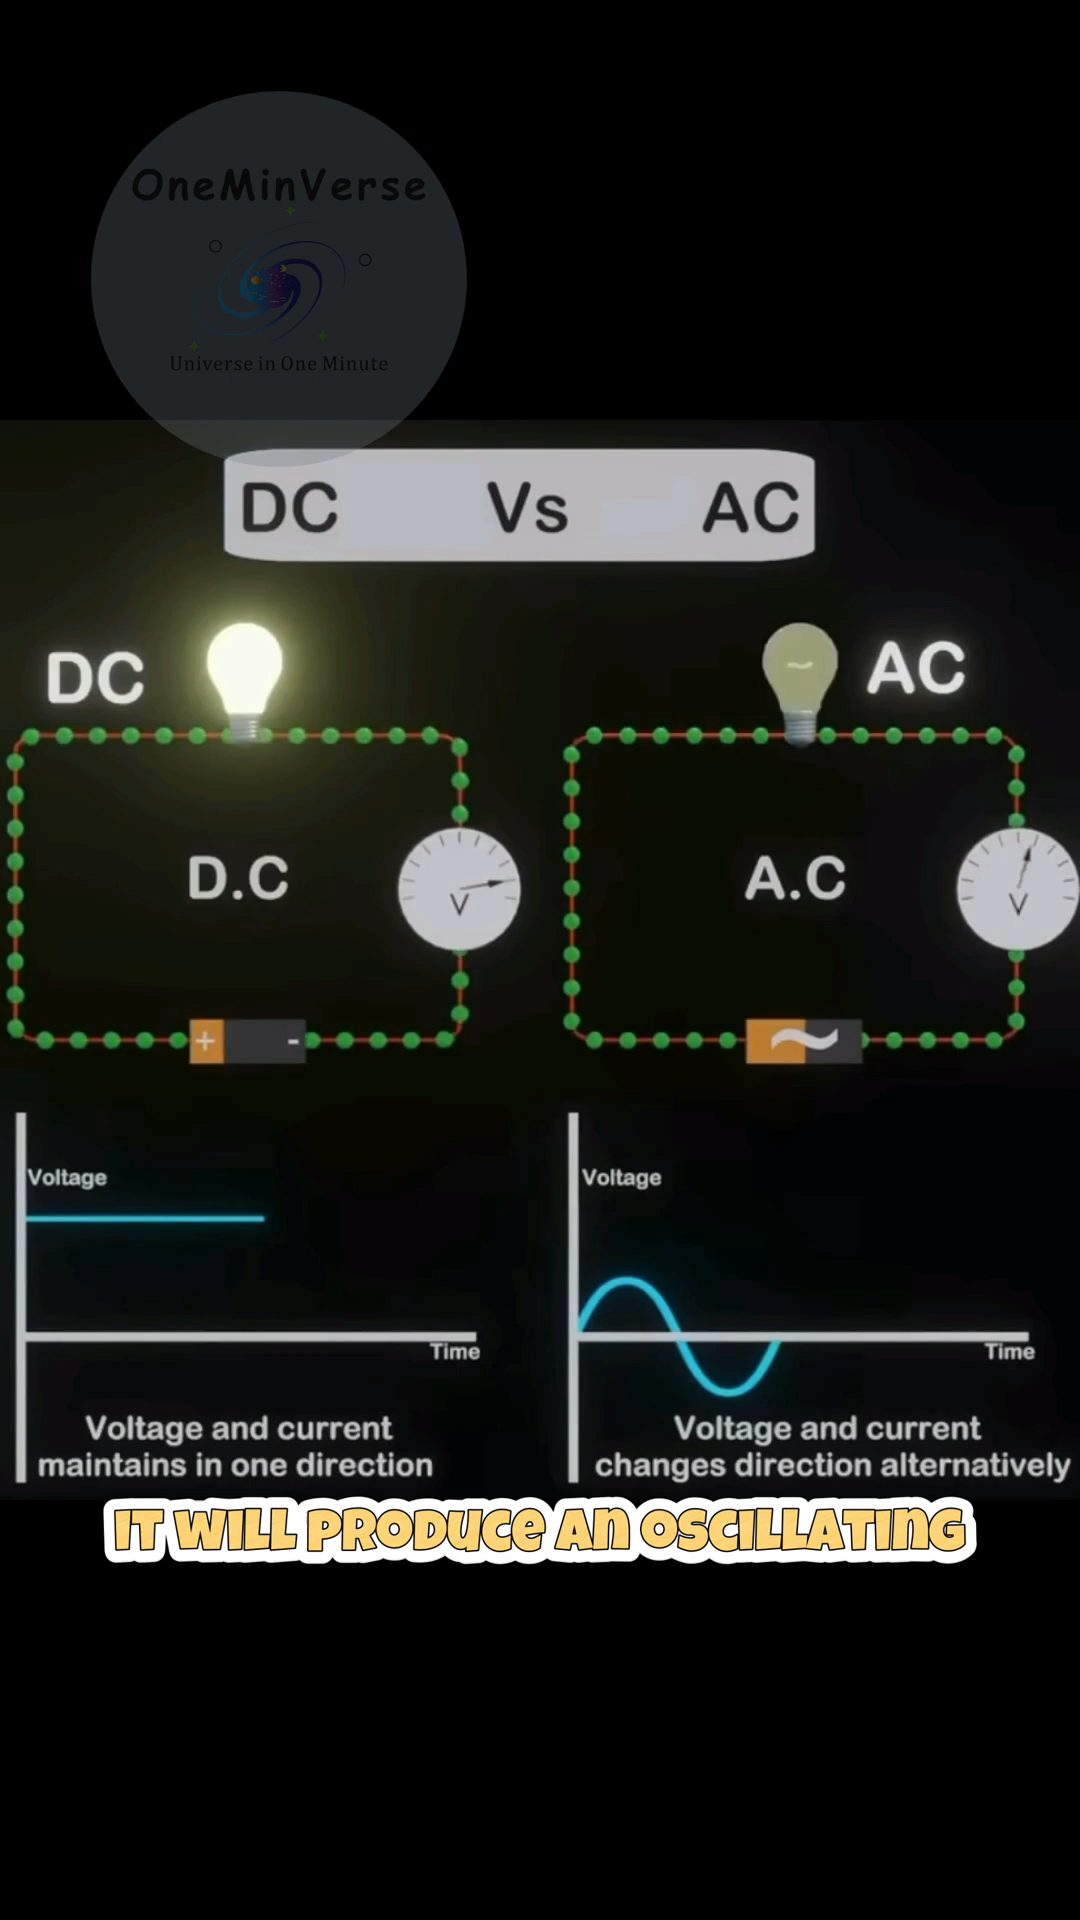 OneMinVerse
Universe in One Minute
DC Vs AC
DC
AC
D.C
V
A.C
V
+ -
~
Voltage
Time
Voltage and current
maintains in one direction
Voltage
Time
Voltage and current
changes direction alternatively
IT WILL PRODUCE AN OSCILLATING